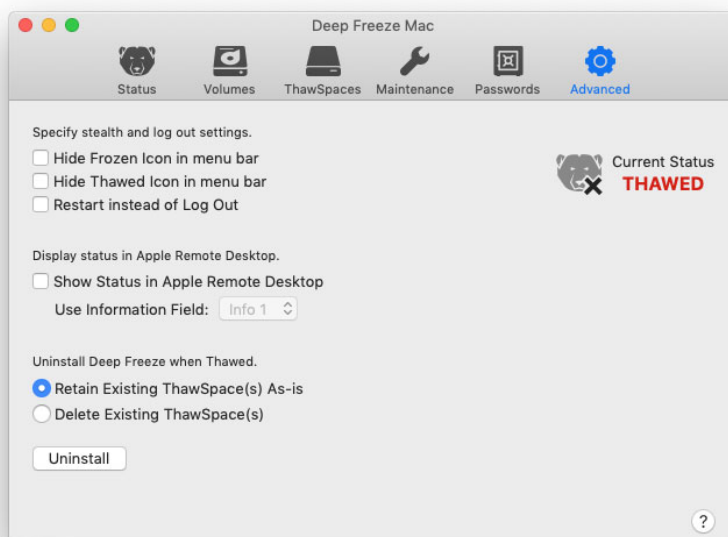 Deep Freeze Mac
Status Volumes ThawSpaces Maintenance Passwords Advanced
Specify stealth and log out settings.
Hide Frozen Icon in menu bar
Hide Thawed Icon in menu bar
Restart instead of Log Out
Current Status
THAWED
Display status in Apple Remote Desktop.
Show Status in Apple Remote Desktop
Use Information Field: Info 1
Uninstall Deep Freeze when Thawed.
Retain Existing ThawSpace(s) As-is
Delete Existing ThawSpace(s)
Uninstall
?